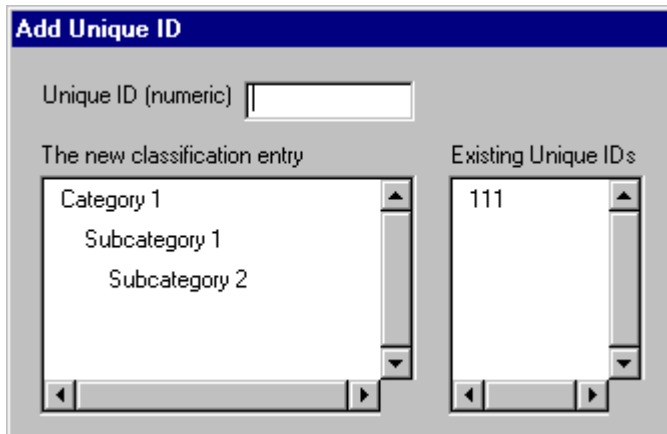 Add Unique ID
Unique ID (numeric)
The new classification entry
Category 1
Subcategory 1
Subcategory 2
Existing Unique IDs
111